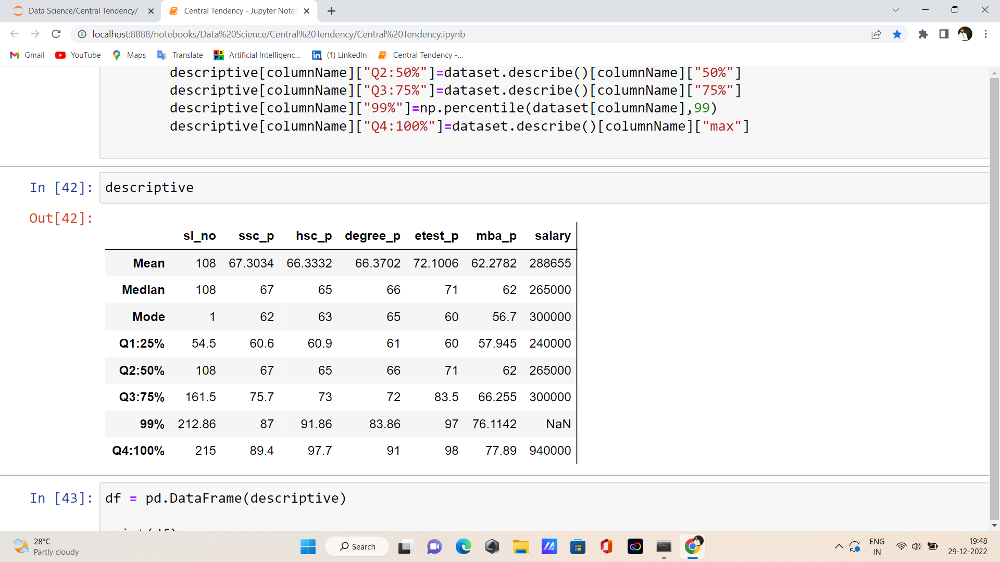 Data Science/Central Tendency/
Central Tendency - Jupyter Noteb
localhost:8888/notebooks/Data%20Science/Central%20Tendency/Central%20Tendency.ipynb
Gmail YouTube Maps Translate HOPE Artificial Intelligenc... (1) LinkedIn Central Tendency -...
descriptive[columnName]["Q2:50%"]=dataset.describe()[columnName]["50%"]
descriptive[columnName]["Q3:75%"]=dataset.describe()[columnName]["75%"]
descriptive[columnName]["99%"]=np.percentile(dataset[columnName],99)
descriptive[columnName]["Q4:100%"]=dataset.describe()[columnName]["max"]
In [42]: descriptive
Out[42]:
sl_no ssc_p hsc_p degree_p etest_p mba_p salary
Mean 108 67.3034 66.3332 66.3702 72.1006 62.2782 288655
Median 108 67 65 66 71 62 265000
Mode 1 62 63 65 60 56.7 300000
Q1:25% 54.5 60.6 60.9 61 60 57.945 240000
Q2:50% 108 67 65 66 71 62 265000
Q3:75% 161.5 75.7 73 72 83.5 66.255 300000
99% 212.86 87 91.86 83.86 97 76.1142 NaN
Q4:100% 215 89.4 97.7 91 98 77.89 940000
In [43]: df = pd.DataFrame(descriptive)
28°C
Partly cloudy
Search
ENG
IN
19:48
29-12-2022